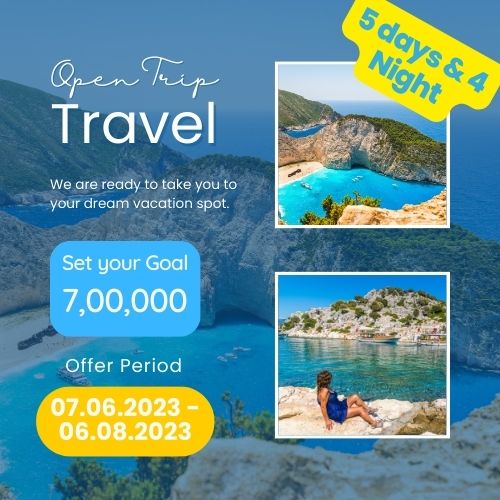 Open Trip
Travel
5 days & 4
Night
We are ready to take you to
your dream vacation spot.
Set your Goal
7,00,000
Offer Period
07.06.2023 -
06.08.2023